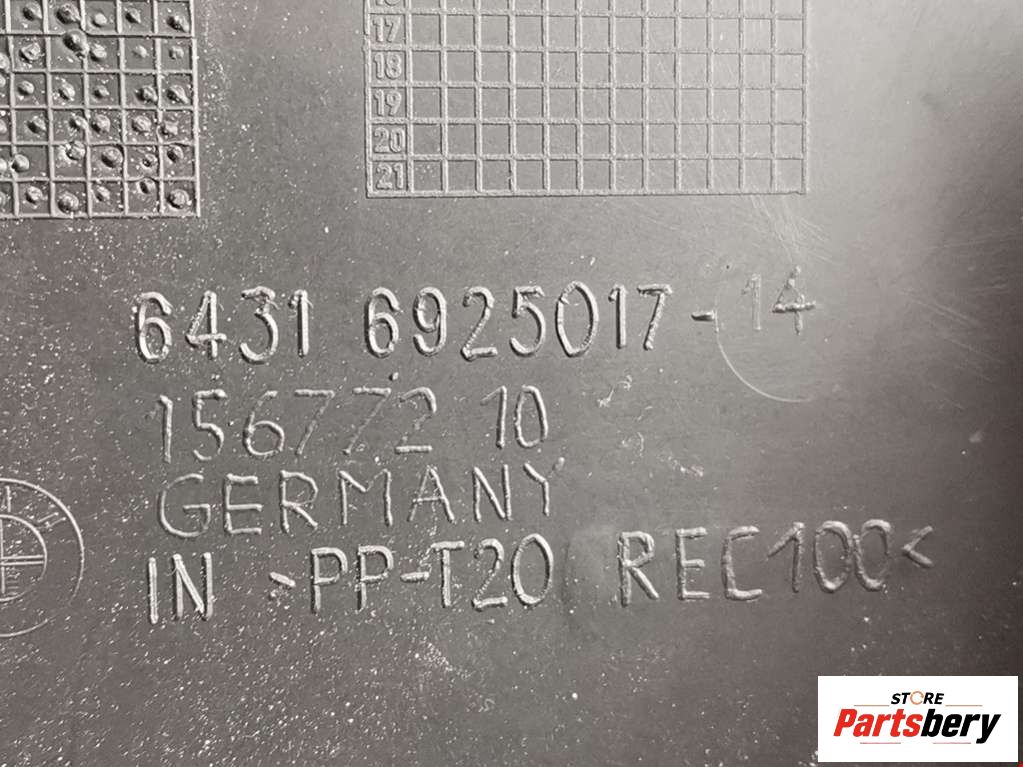 17
18
19
20
21
6431 6925017-14
156772 10
GERMANY
IN >PP-T20 REC100<
STORE
Partsbery